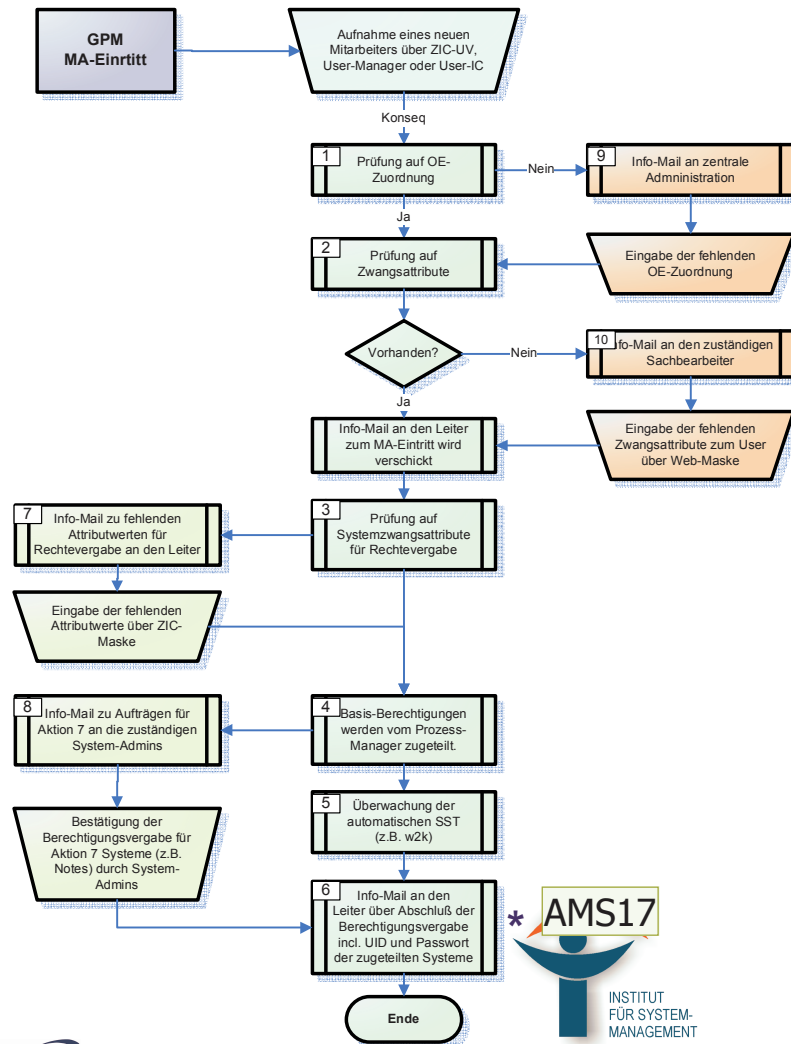 GPM
MA-Einrtitt
Aufnahme eines neuen
Mitarbeiters über ZIC-UV,
User-Manager oder User-IC
Konseq
1
Prüfung auf OE-
Zuordnung
Nein
9
Info-Mail an zentrale
Admninistration
Ja
2
Prüfung auf
Zwangsattribute
Eingabe der fehlenden
OE-Zuordnung
Vorhanden?
Nein
10
Info-Mail an den zuständigen
Sachbearbeiter
Ja
Info-Mail an den Leiter
zum MA-Eintritt wird
verschickt
Eingabe der fehlenden
Zwangsattribute zum User
über Web-Maske
7
Info-Mail zu fehlenden
Attributwerten für
Rechtevergabe an den Leiter
3
Prüfung auf
Systemzwangsattribute
für Rechtevergabe
Eingabe der fehlenden
Attributwerte über ZIC-
Maske
8
Info-Mail zu Aufträgen für
Aktion 7 an die zuständigen
System-Admins
4
Basis-Berechtigungen
werden vom Prozess-
Manager zugeteilt.
5
Überwachung der
automatischen SST
(z.B. w2k)
Bestätigung der
Berechtigungsvergabe für
Aktion 7 Systeme (z.B.
Notes) durch System-
Admins
6
Info-Mail an den
Leiter über Abschluß der
Berechtigungsvergabe
incl. UID und Passwort
der zugeteilten Systeme
* AMS17
INSTITUT
FÜR SYSTEM-
MANAGEMENT
Ende